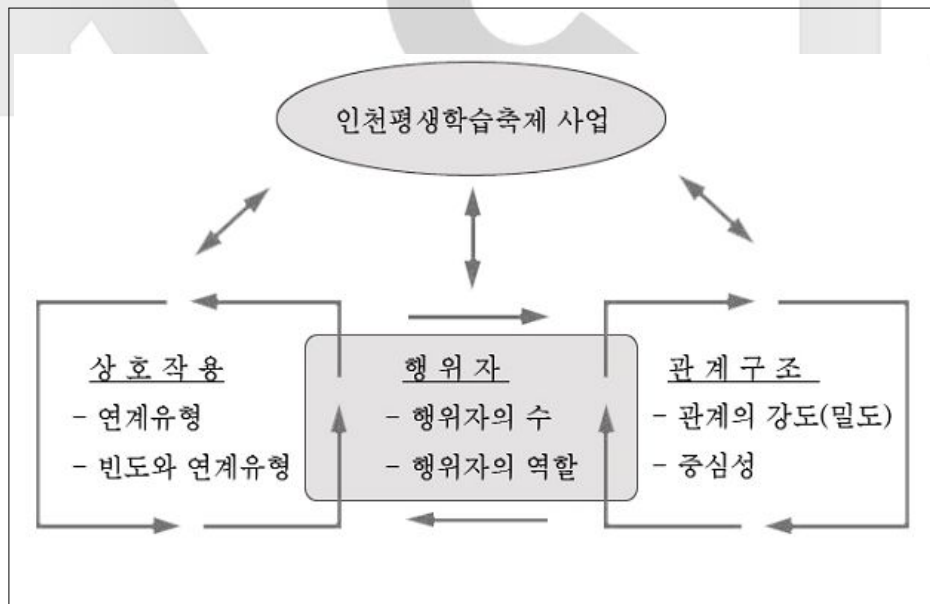 인천평생학습축제 사업
상 호 작 용
- 연계유형
- 빈도와 연계유형
행 위 자
- 행위자의 수
- 행위자의 역할
관 계 구 조
- 관계의 강도(밀도)
- 중심성